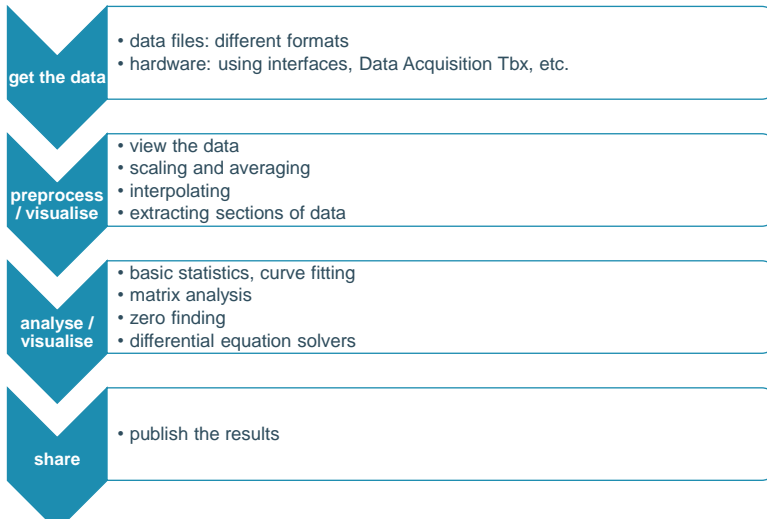 get the data
• data files: different formats
• hardware: using interfaces, Data Acquisition Tbx, etc.
preprocess
/ visualise
• view the data
• scaling and averaging
• interpolating
• extracting sections of data
analyse /
visualise
• basic statistics, curve fitting
• matrix analysis
• zero finding
• differential equation solvers
share
• publish the results